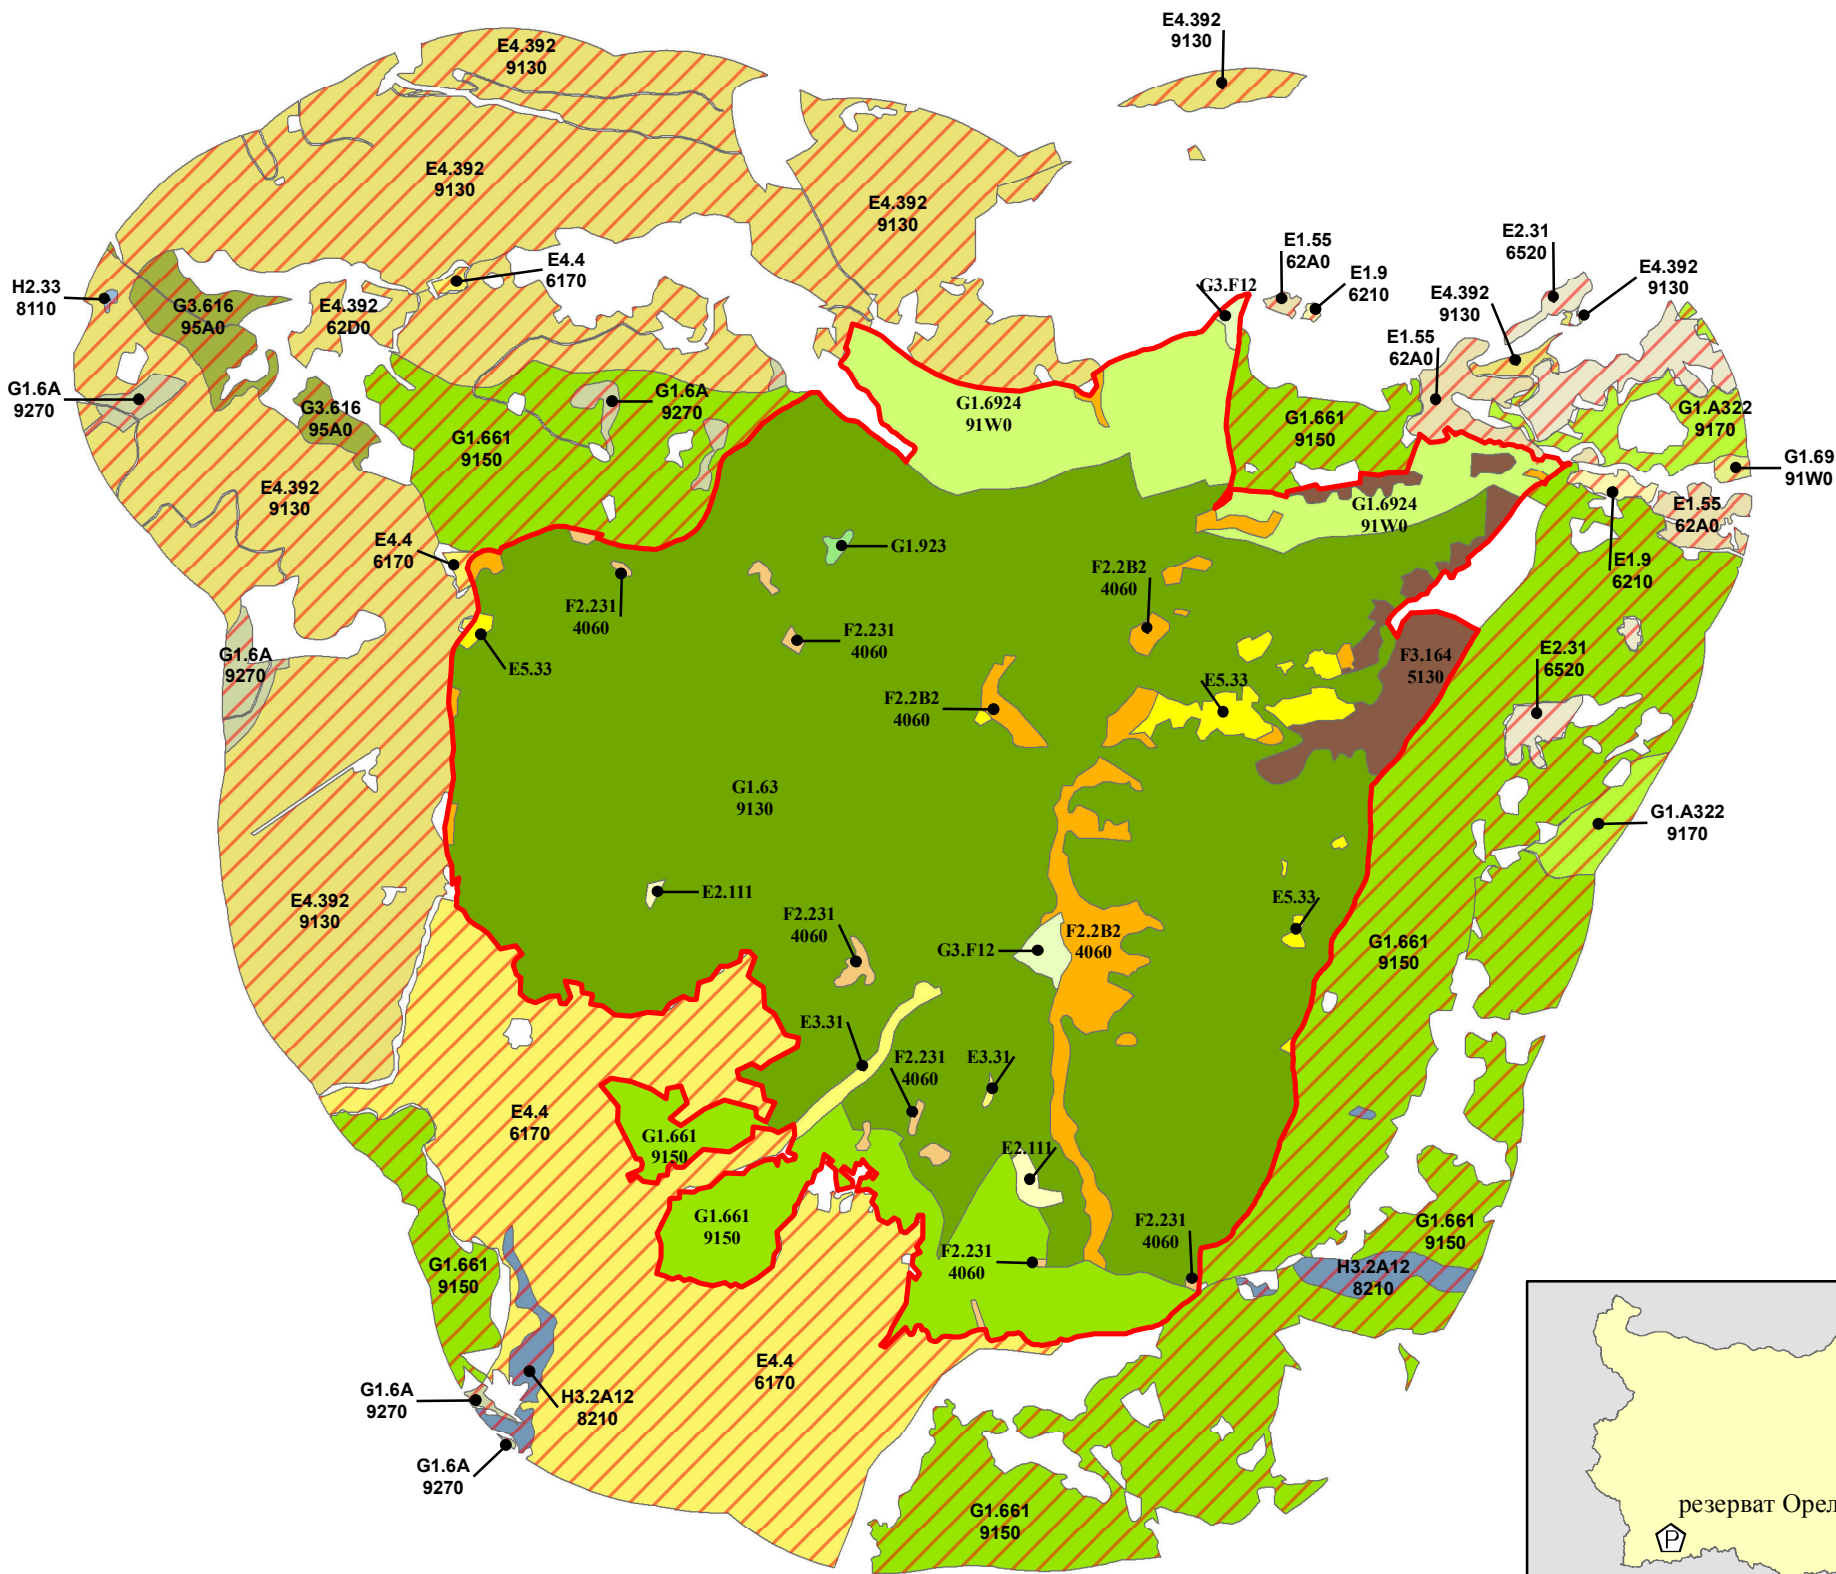 E4.392
9130
E4.392
9130
E4.392
9130
E4.392
9130
E4.4
6170
H2.33
8110
G3.616
95A0
E4.392
62D0
G3.F12
E1.55
62A0
E1.9
6210
E2.31
6520
E4.392
9130
E4.392
9130
E1.55
62A0
G1.6A
9270
G3.616
95A0
G1.6A
9270
G1.661
9150
G1.6924
91W0
G1.661
9150
G1.A322
9170
G1.69
91W0
E4.392
9130
G1.6924
91W0
E1.55
62A0
E1.9
6210
E4.4
6170
G1.923
F2.231
4060
F2.2B2
4060
F2.231
4060
E5.33
G1.6A
9270
F2.2B2
4060
E5.33
F3.164
5130
E2.31
6520
G1.63
9130
G1.A322
9170
E4.392
9130
E2.111
F2.231
4060
G3.F12
F2.2B2
4060
E5.33
G1.661
9150
E3.31
F2.231
4060
E3.31
E4.4
6170
G1.661
9150
E2.111
G1.661
9150
F2.231
4060
F2.231
4060
G1.661
9150
G1.661
9150
H3.2A12
8210
E4.4
6170
G1.6A
9270
H3.2A12
8210
G1.6A
9270
G1.661
9150
резерват Орел
P